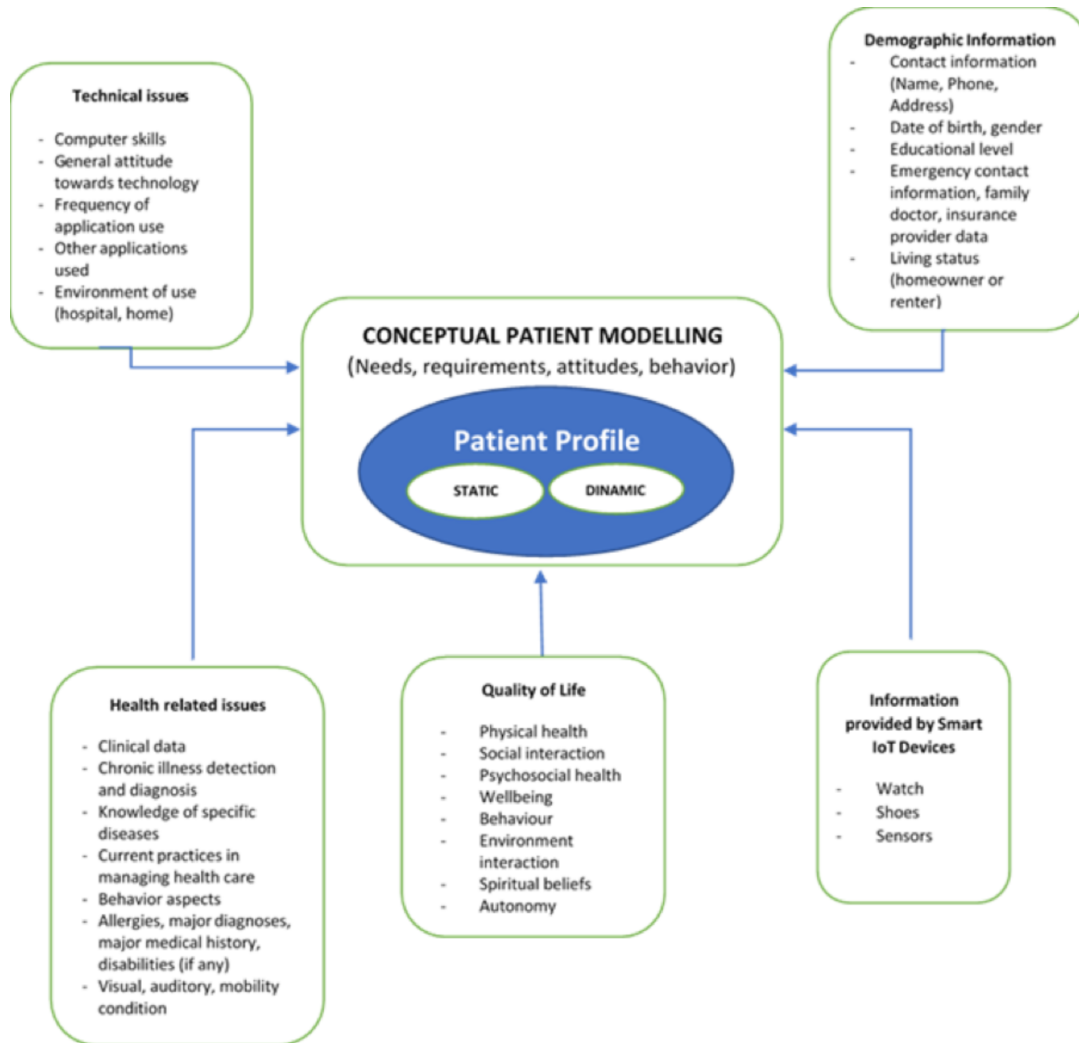 Technical issues
- Computer skills
- General attitude
towards technology
- Frequency of
application use
- Other applications
used
- Environment of use
(hospital, home)
Demographic Information
- Contact information
(Name, Phone,
Address)
- Date of birth, gender
- Educational level
- Emergency contact
information, family
doctor, insurance
provider data
- Living status
(homeowner or
renter)
CONCEPTUAL PATIENT MODELLING
(Needs, requirements, attitudes, behavior)
Patient Profile
STATIC
DINAMIC
Health related issues
- Clinical data
- Chronic illness detection
and diagnosis
- Knowledge of specific
diseases
- Current practices in
managing health care
- Behavior aspects
- Allergies, major diagnoses,
major medical history,
disabilities (if any)
- Visual, auditory, mobility
condition
Quality of Life
- Physical health
- Social interaction
- Psychosocial health
- Wellbeing
- Behaviour
- Environment
interaction
- Spiritual beliefs
- Autonomy
Information
provided by Smart
IoT Devices
- Watch
- Shoes
- Sensors